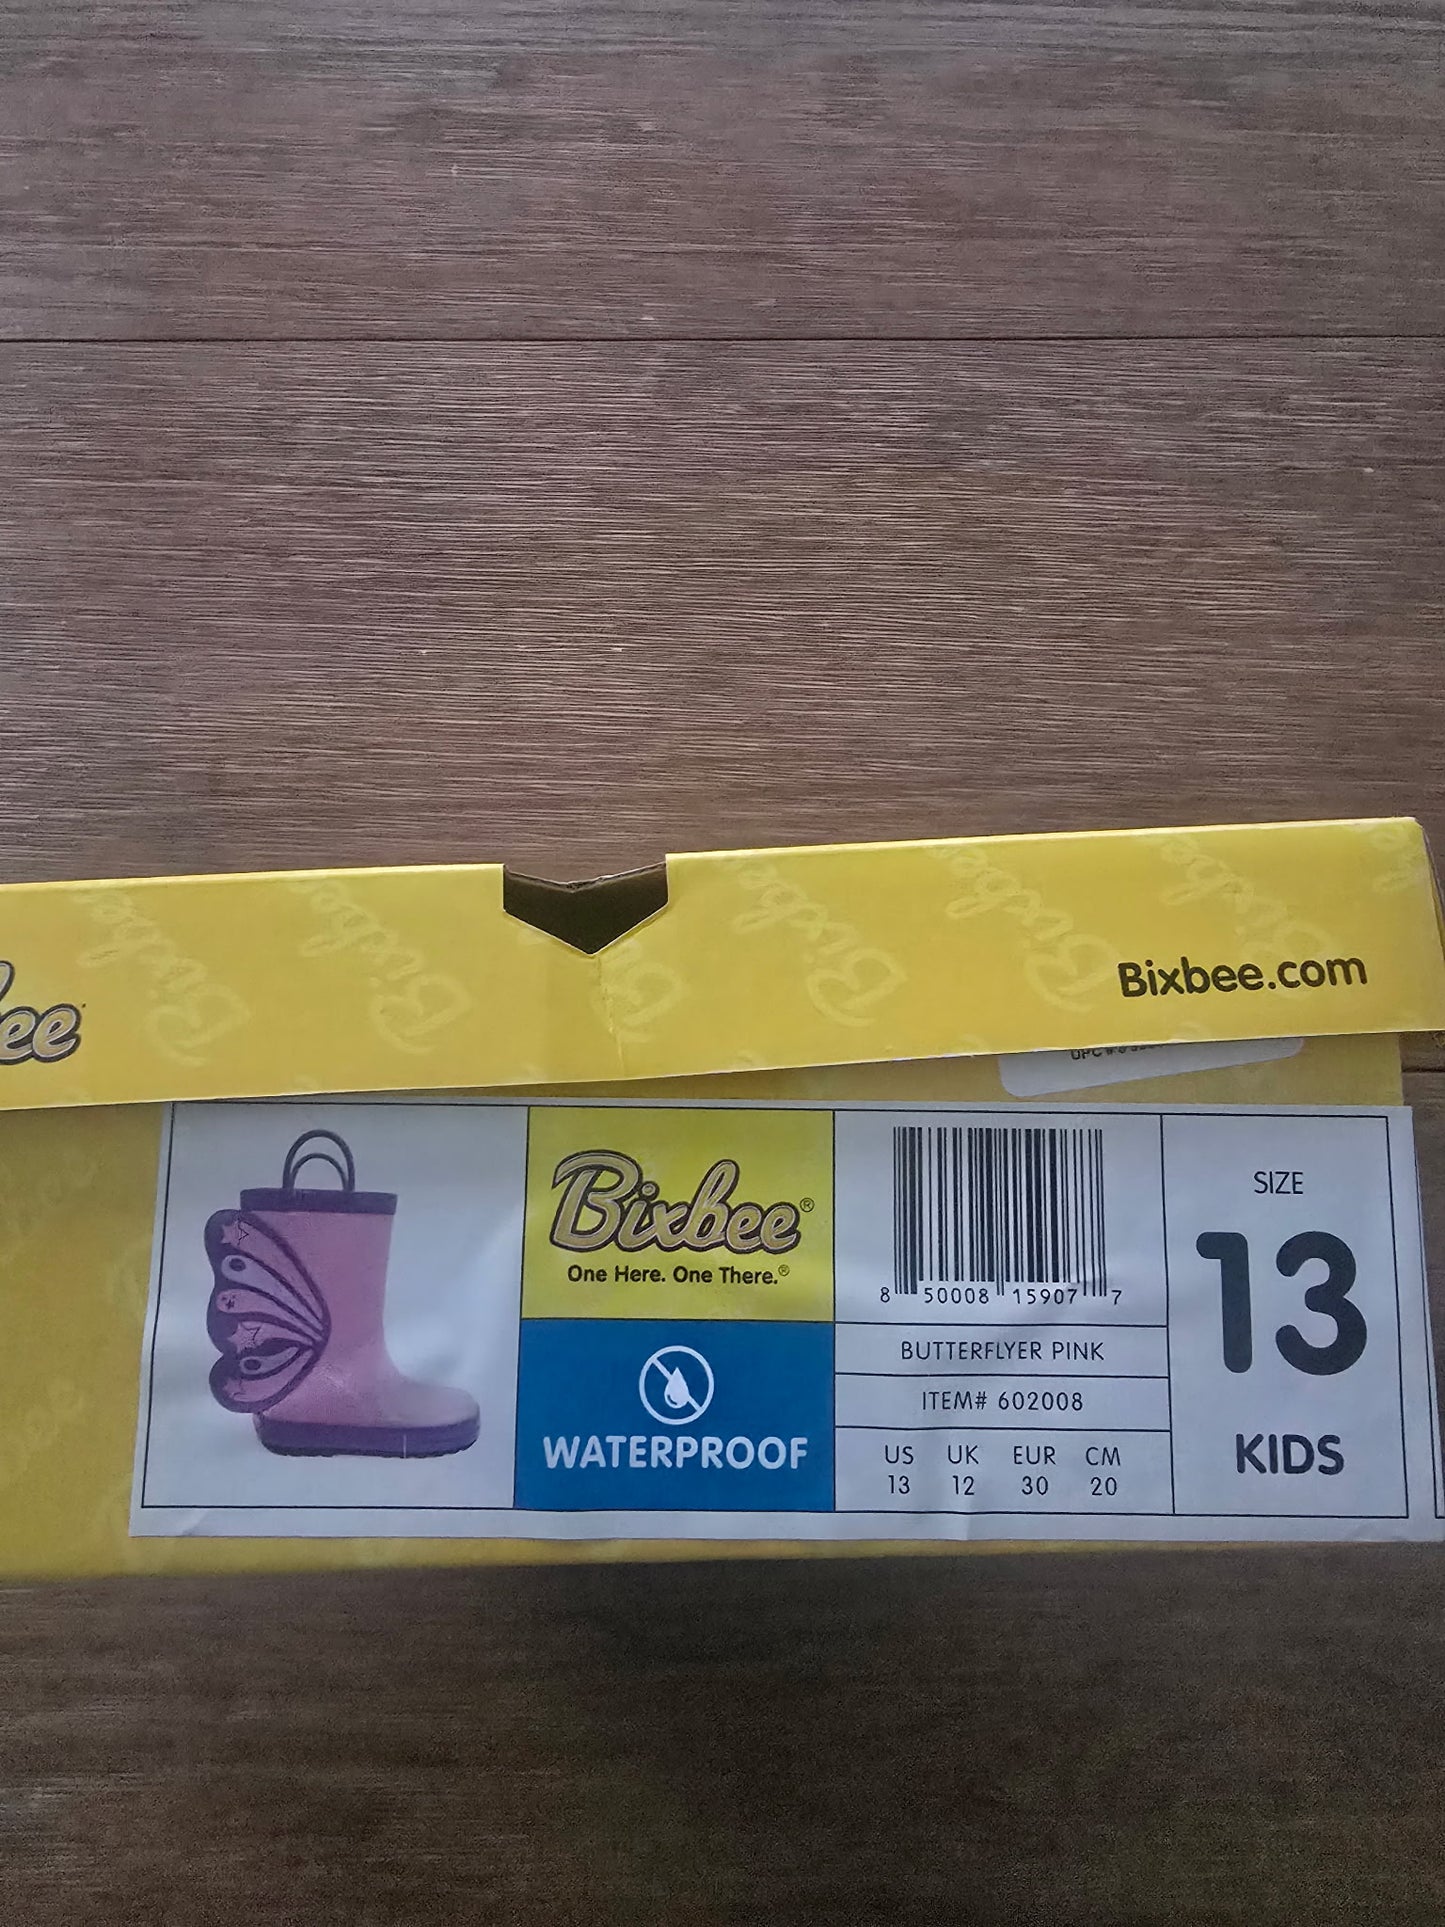 Bixbee.com
ee
UPC #
Bixbee®
One Here. One There.®
WATERPROOF
8 50008 15907 7
BUTTERFLYER PINK
ITEM# 602008
US UK EUR CM
13 12 30 20
SIZE
13
KIDS